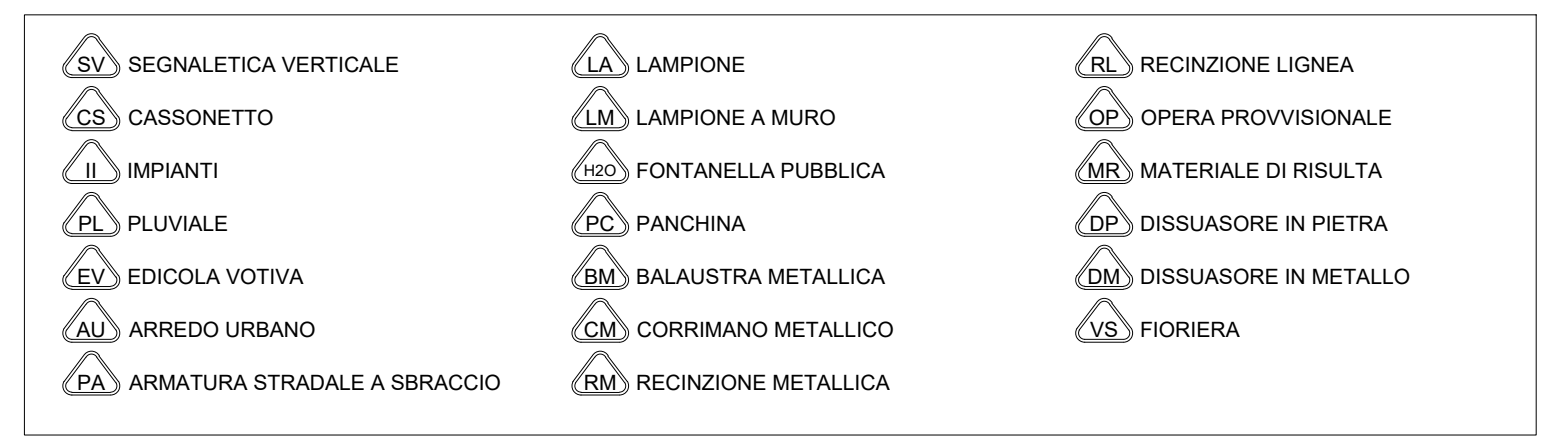 SV SEGNALETICA VERTICALE
CS CASSONETTO
II IMPIANTI
PL PLUVIALE
EV EDICOLA VOTIVA
AU ARREDO URBANO
PA ARMATURA STRADALE A SBRACCIO
LA LAMPIONE
LM LAMPIONE A MURO
H2O FONTANELLA PUBBLICA
PC PANCHINA
BM BALAUSTRA METALLICA
CM CORRIMANO METALLICO
RM RECINZIONE METALLICA
RL RECINZIONE LIGNEA
OP OPERA PROVVISIONALE
MR MATERIALE DI RISULTA
DP DISSUASORE IN PIETRA
DM DISSUASORE IN METALLO
VS FIORIERA